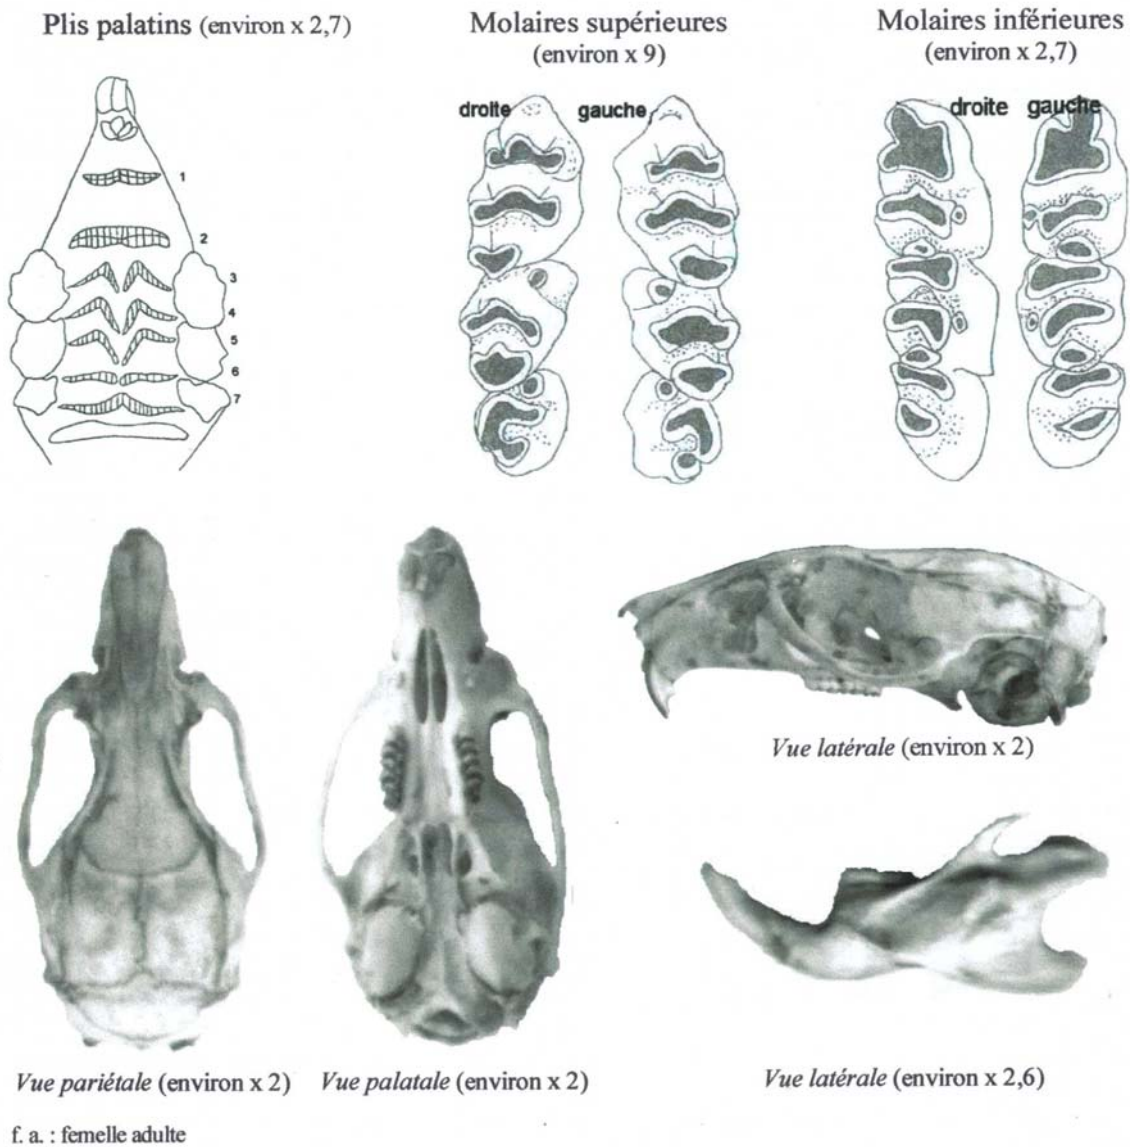 Plis palatins (environ x 2,7)
Molaires supérieures
(environ x 9)
Molaires inférieures
(environ x 2,7)
droite
gauche
droite
gauche
1
2
3
4
5
6
7
Vue latérale (environ x 2)
Vue pariétale (environ x 2)
Vue palatale (environ x 2)
Vue latérale (environ x 2,6)
f. a. : femelle adulte